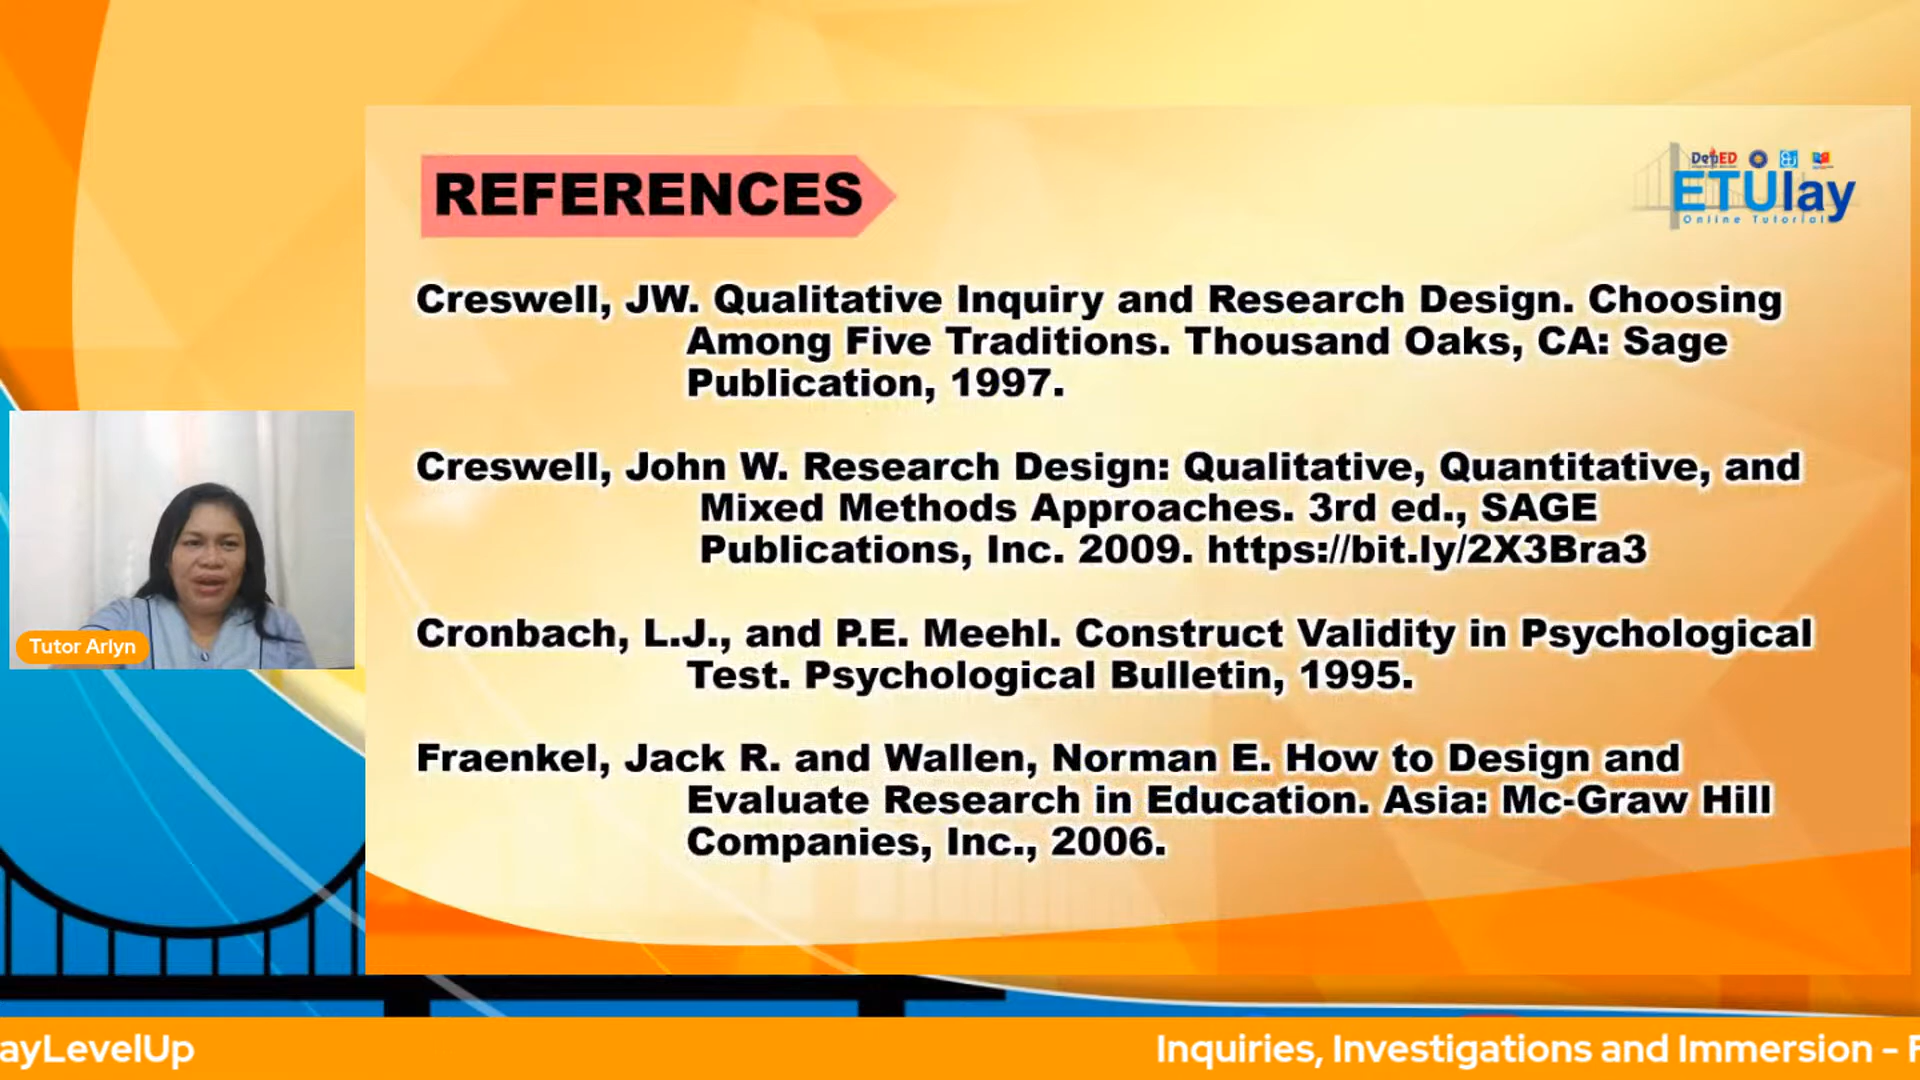 REFERENCES
DepED
ETUlay
Online Tutorial
Creswell, JW. Qualitative Inquiry and Research Design. Choosing
Among Five Traditions. Thousand Oaks, CA: Sage
Publication, 1997.
Creswell, John W. Research Design: Qualitative, Quantitative, and
Mixed Methods Approaches. 3rd ed., SAGE
Publications, Inc. 2009. https://bit.ly/2X3Bra3
Cronbach, L.J., and P.E. Meehl. Construct Validity in Psychological
Test. Psychological Bulletin, 1995.
Fraenkel, Jack R. and Wallen, Norman E. How to Design and
Evaluate Research in Education. Asia: Mc-Graw Hill
Companies, Inc., 2006.
Tutor Arlyn
ayLevelUp
Inquiries, Investigations and Immersion - F